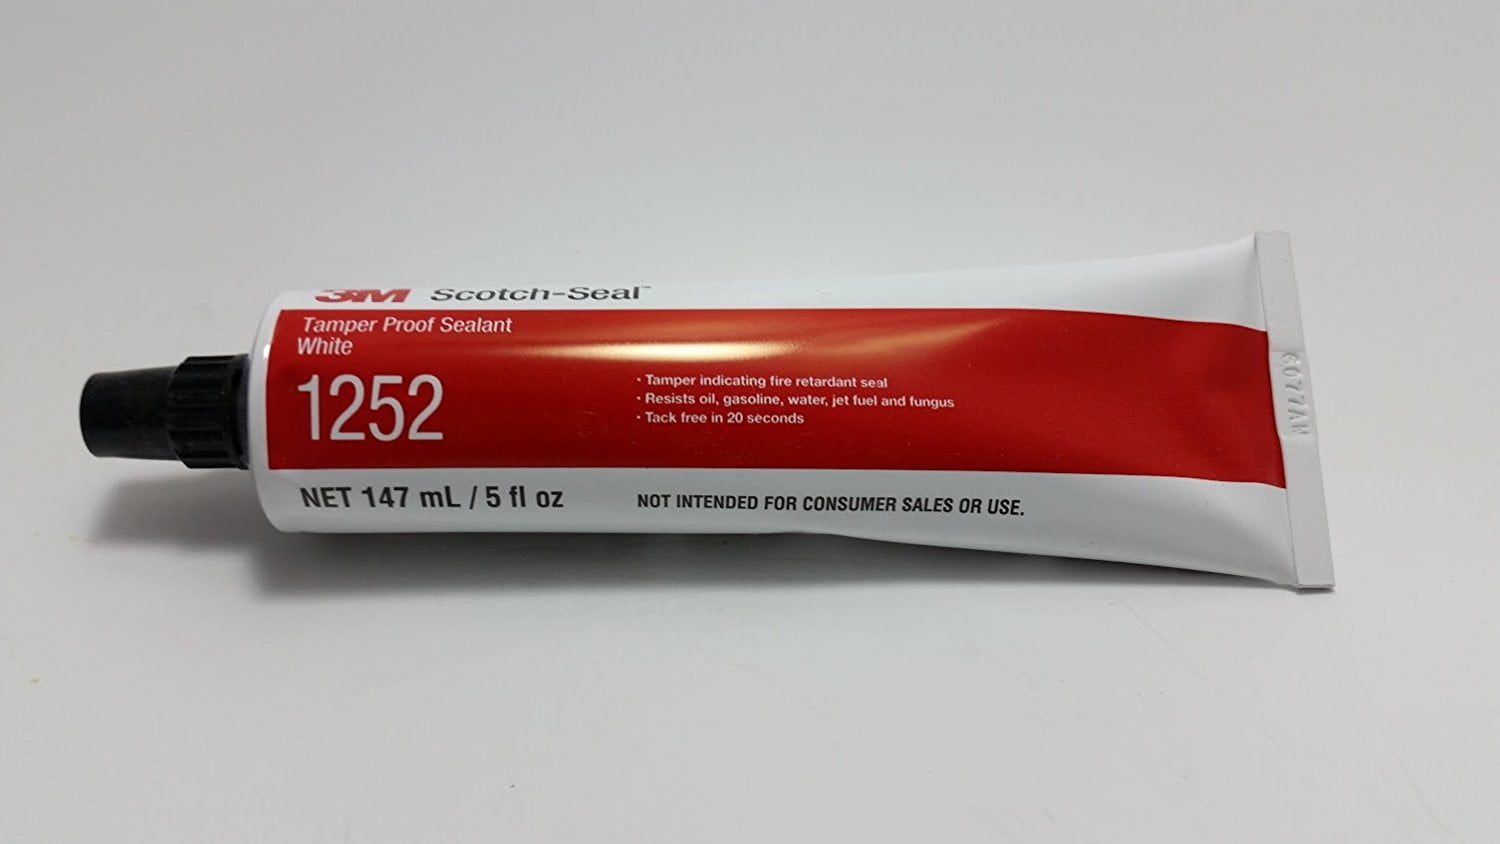 3M Scotch-Seal™
Tamper Proof Sealant
White
1252
· Tamper indicating fire retardant seal
· Resists oil, gasoline, water, jet fuel and fungus
· Tack free in 20 seconds
NET 147 mL / 5 fl oz
NOT INTENDED FOR CONSUMER SALES OR USE.